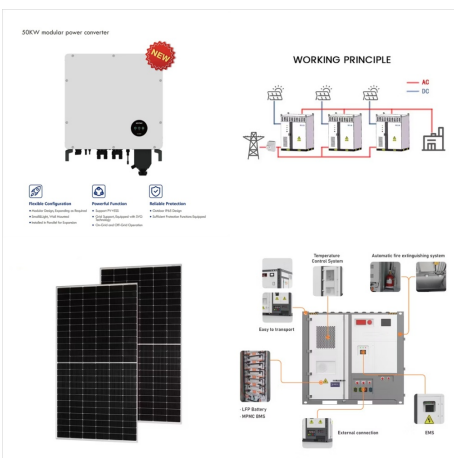 50KW modular power converter
NEW
Flexible Configuration
Powerful Function
Reliable Protection
WORKING PRINCIPLE
AC
DC
Temperature
Control System
Automatic fire extinguishing system
Easy to transport
·LFP Battery
·MPMC BMS
External connection
EMS